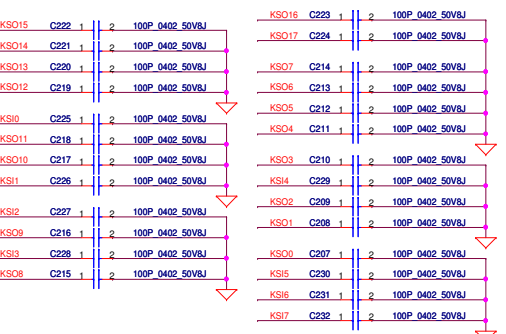 KSO15 C222 1 2 100P_0402_50V8J
KSO14 C221 1 2 100P_0402_50V8J
KSO13 C220 1 2 100P_0402_50V8J
KSO12 C219 1 2 100P_0402_50V8J
KSI0 C225 1 2 100P_0402_50V8J
KSO11 C218 1 2 100P_0402_50V8J
KSO10 C217 1 2 100P_0402_50V8J
KSI1 C226 1 2 100P_0402_50V8J
KSI2 C227 1 2 100P_0402_50V8J
KSO9 C216 1 2 100P_0402_50V8J
KSI3 C228 1 2 100P_0402_50V8J
KSO8 C215 1 2 100P_0402_50V8J
KSO16 C223 1 2 100P_0402_50V8J
KSO17 C224 1 2 100P_0402_50V8J
KSO7 C214 1 2 100P_0402_50V8J
KSO6 C213 1 2 100P_0402_50V8J
KSO5 C212 1 2 100P_0402_50V8J
KSO4 C211 1 2 100P_0402_50V8J
KSO3 C210 1 2 100P_0402_50V8J
KSI4 C229 1 2 100P_0402_50V8J
KSO2 C209 1 2 100P_0402_50V8J
KSO1 C208 1 2 100P_0402_50V8J
KSO0 C207 1 2 100P_0402_50V8J
KSI5 C230 1 2 100P_0402_50V8J
KSI6 C231 1 2 100P_0402_50V8J
KSI7 C232 1 2 100P_0402_50V8J